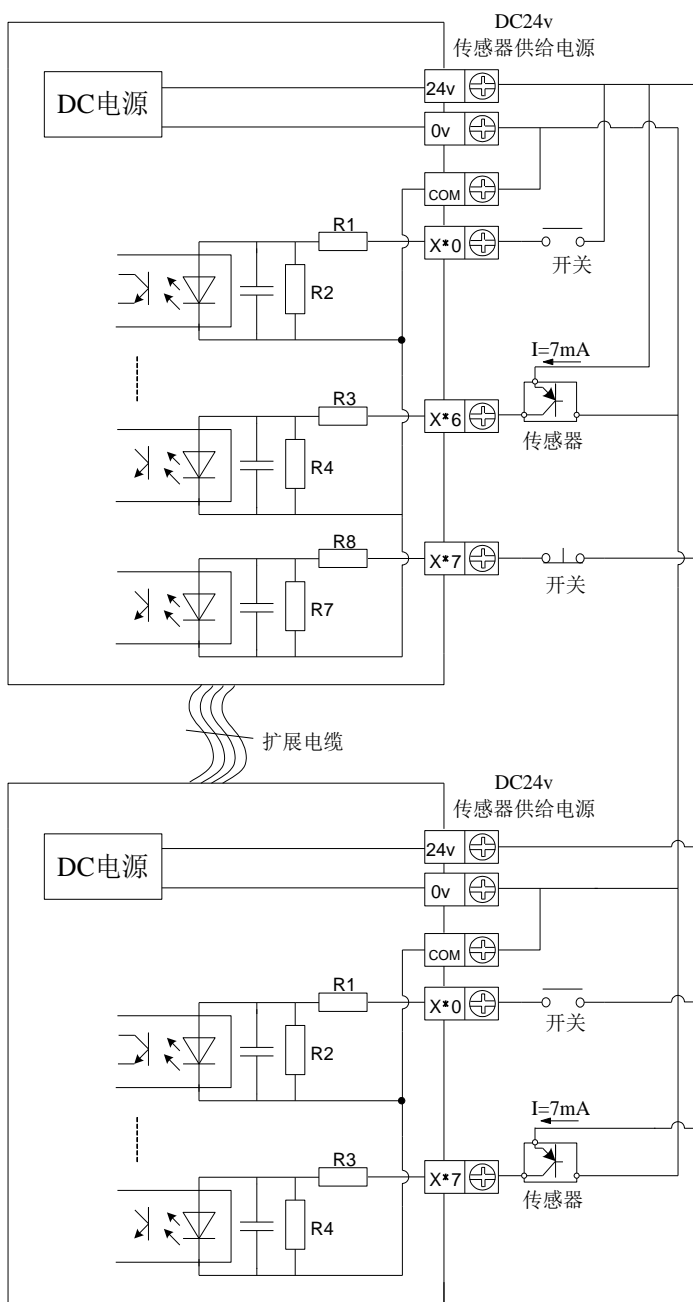 DC24v
传感器供给电源
DC电源
24v
0v
COM
R1
X*0
R2
开关
I=7mA
R3
X*6
R4
传感器
R8
X*7
R7
开关
扩展电缆
DC24v
传感器供给电源
DC电源
24v
0v
COM
R1
X*0
R2
开关
I=7mA
R3
X*7
R4
传感器